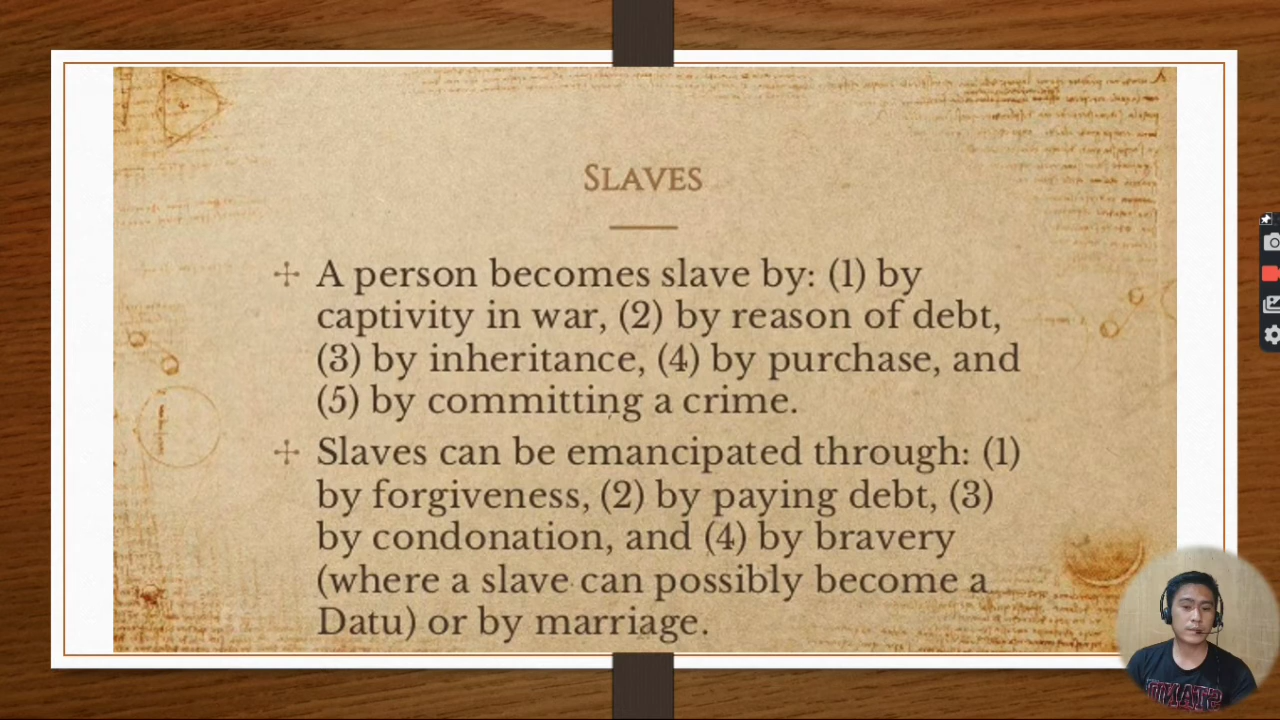 SLAVES
A person becomes slave by: (1) by
captivity in war, (2) by reason of debt,
(3) by inheritance, (4) by purchase, and
(5) by committing a crime.
Slaves can be emancipated through: (1)
by forgiveness, (2) by paying debt, (3)
by condonation, and (4) by bravery
(where a slave can possibly become a
Datu) or by marriage.